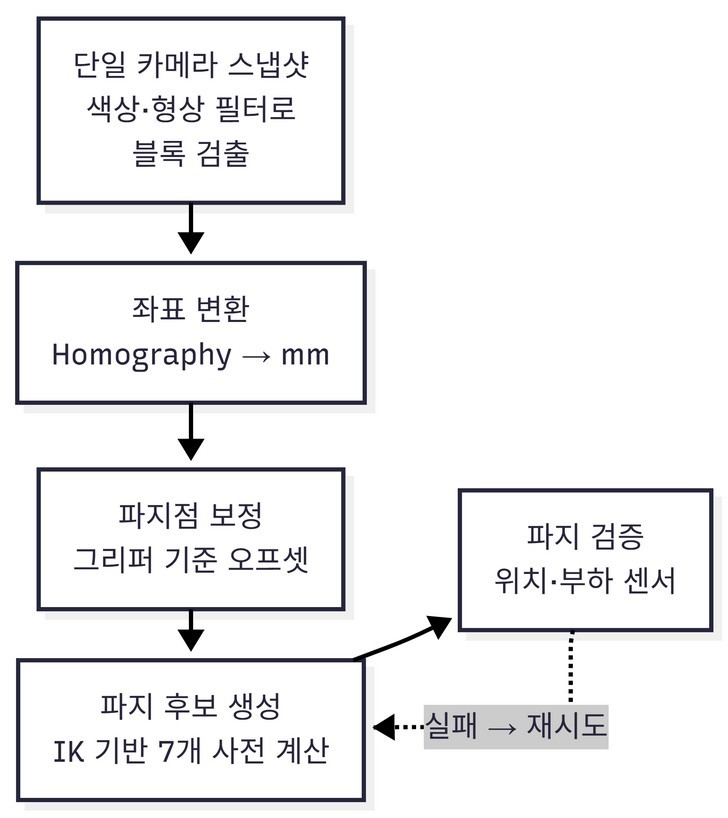 단일 카메라 스냅샷
색상·형상 필터로
블록 검출
좌표 변환
Homography → mm
파지점 보정
그리퍼 기준 오프셋
파지 검증
위치·부하 센서
파지 후보 생성
IK 기반 7개 사전 계산
실패 → 재시도